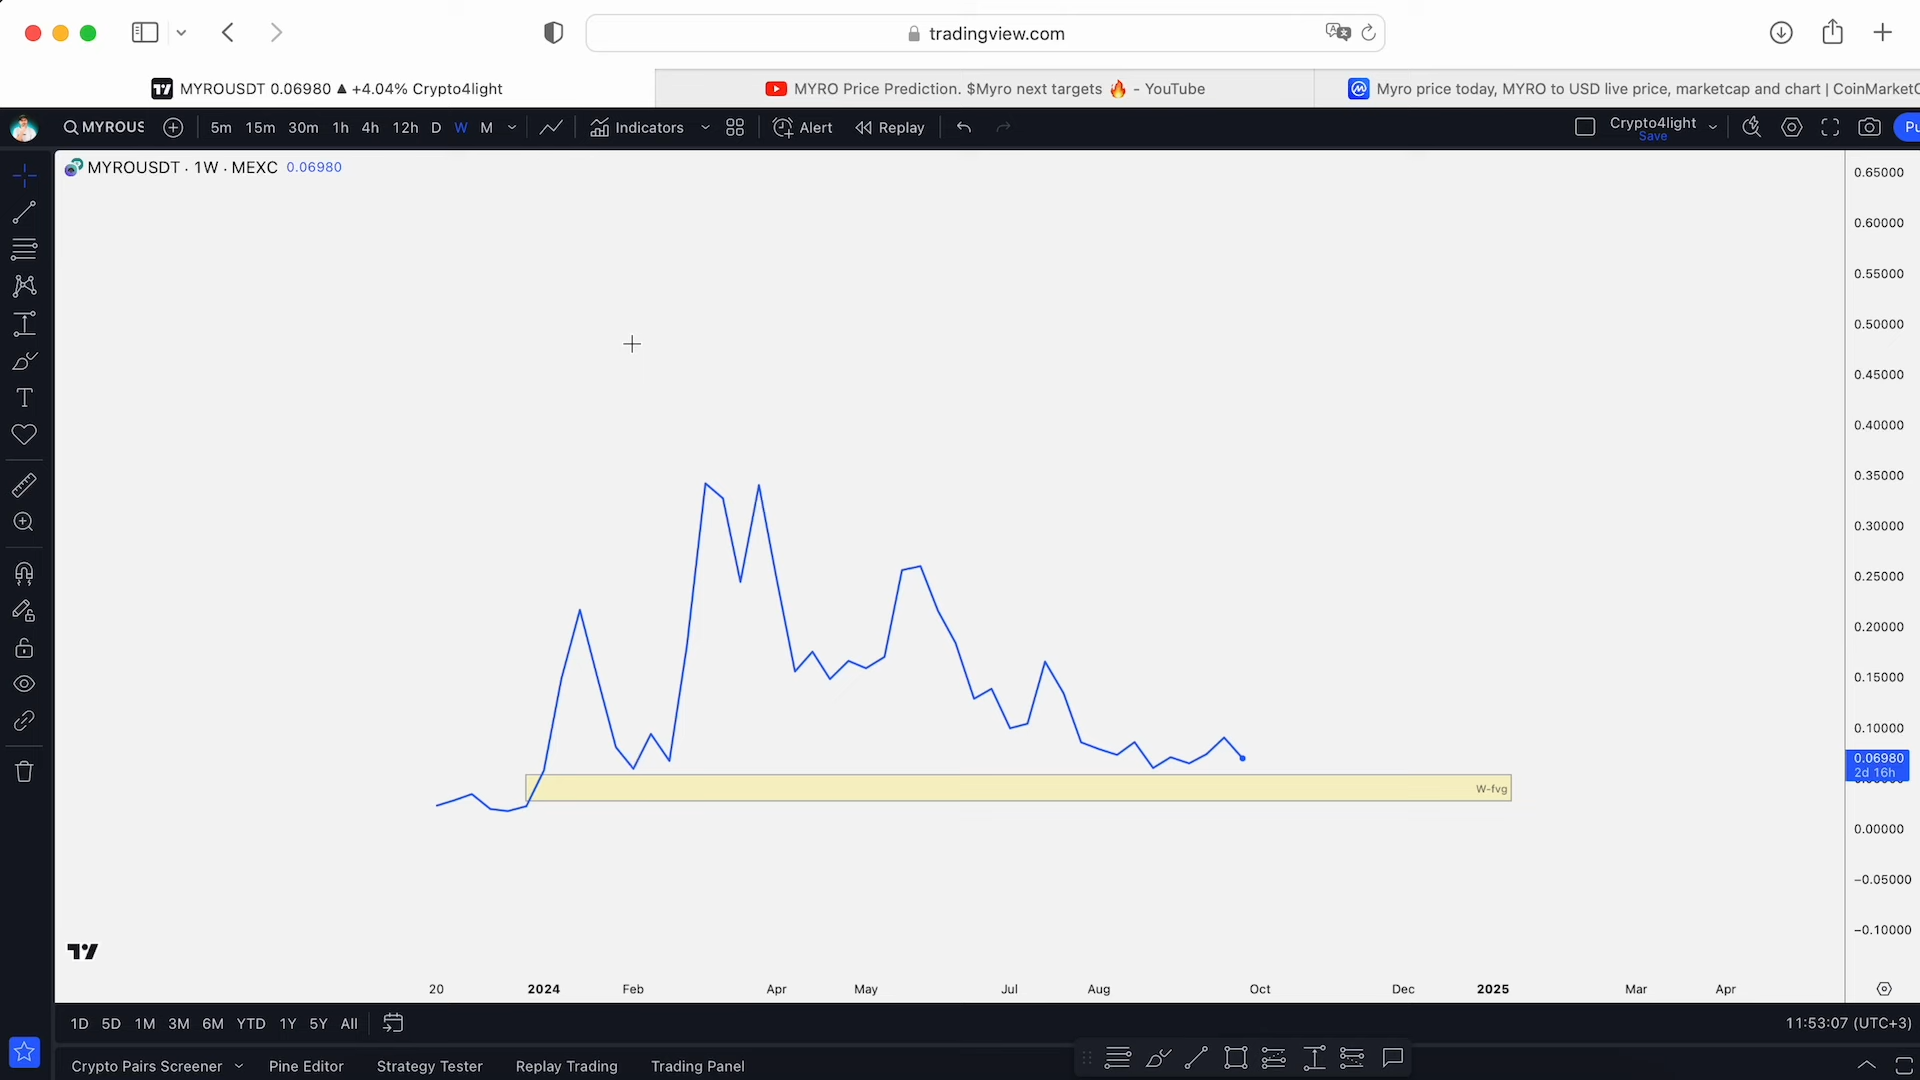 tradingview.com
MYROUSDT 0.06980 ▲ +4.04% Crypto4light
MYRO Price Prediction. $Myro next targets 🔥 - YouTube
Myro price today, MYRO to USD live price, marketcap and chart | CoinMarketC
MYROUS
5m 15m 30m 1h 4h 12h D W M
Indicators
Alert
Replay
Crypto4light
Save
Pu
MYROUSDT · 1W · MEXC 0.06980
0.65000
0.60000
0.55000
0.50000
0.45000
0.40000
0.35000
0.30000
0.25000
0.20000
0.15000
0.10000
0.06980
2d 16h
W-fvg
0.00000
−0.05000
−0.10000
20 2024 Feb Apr May Jul Aug Oct Dec 2025 Mar Apr
1D 5D 1M 3M 6M YTD 1Y 5Y All
11:53:07 (UTC+3)
Crypto Pairs Screener Pine Editor Strategy Tester Replay Trading Trading Panel